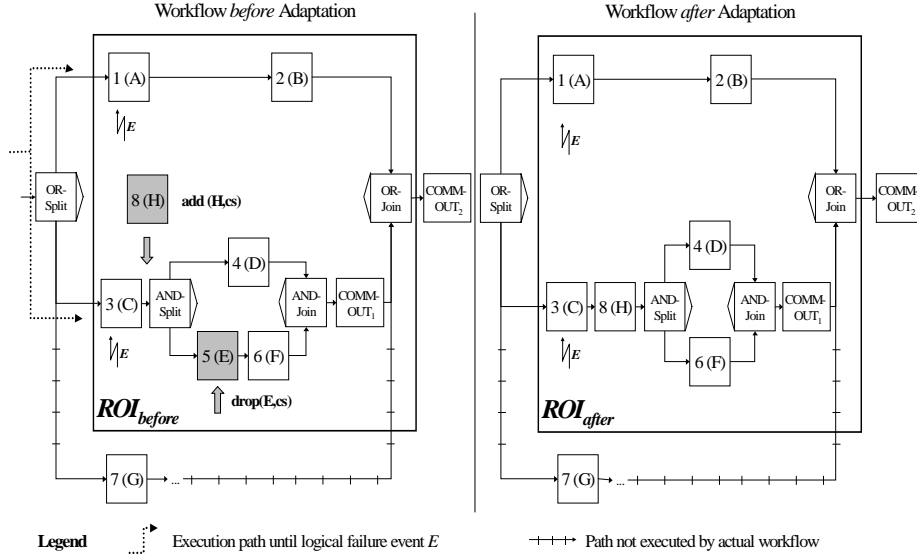 Workflow before Adaptation
1 (A)
2 (B)
E
OR-
Split
8 (H)
add (H,cs)
OR-
Join
COMM-
OUT2
4 (D)
3 (C)
AND-
Split
AND-
Join
COMM-
OUT1
E
5 (E)
6 (F)
drop(E,cs)
ROIbefore
7 (G)
...
Workflow after Adaptation
1 (A)
2 (B)
E
OR-
Split
OR-
Join
COMM-
OUT2
4 (D)
3 (C)
8 (H)
AND-
Split
AND-
Join
COMM-
OUT1
E
6 (F)
ROIafter
7 (G)
...
Legend
Execution path until logical failure event E
Path not executed by actual workflow